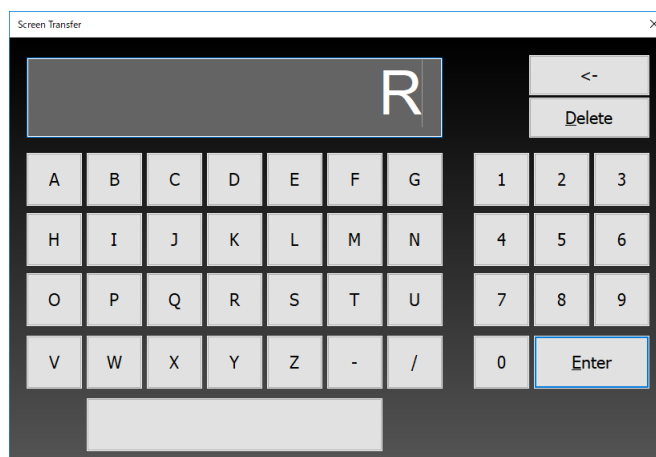 Screen Transfer
R
<-
Delete
A B C D E F G 1 2 3
H I J K L M N 4 5 6
O P Q R S T U 7 8 9
V W X Y Z - / 0 Enter